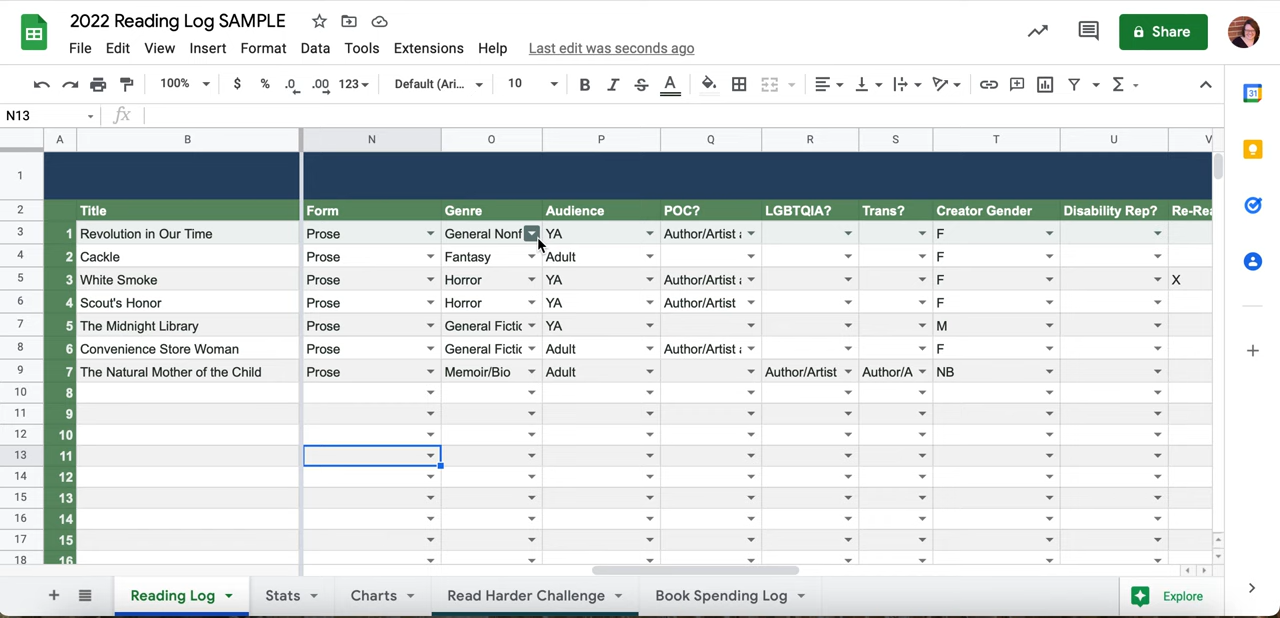 2022 Reading Log SAMPLE
File Edit View Insert Format Data Tools Extensions Help Last edit was seconds ago
Share
100% $ % .0 .00 123 Default (Ari... 10 B I S A Σ
N13 fx
A B N O P Q R S T U V
1
2 Title Form Genre Audience POC? LGBTQIA? Trans? Creator Gender Disability Rep? Re-Rea
3 1 Revolution in Our Time Prose General Nonf YA Author/Artist a F
4 2 Cackle Prose Fantasy Adult F
5 3 White Smoke Prose Horror YA Author/Artist a F X
6 4 Scout's Honor Prose Horror YA Author/Artist F
7 5 The Midnight Library Prose General Fictic YA M
8 6 Convenience Store Woman Prose General Fictic Adult Author/Artist a F
9 7 The Natural Mother of the Child Prose Memoir/Bio Adult Author/Artist Author/A NB
10 8
11 9
12 10
13 11
14 12
15 13
16 14
17 15
18 16
Reading Log Stats Charts Read Harder Challenge Book Spending Log Explore
31